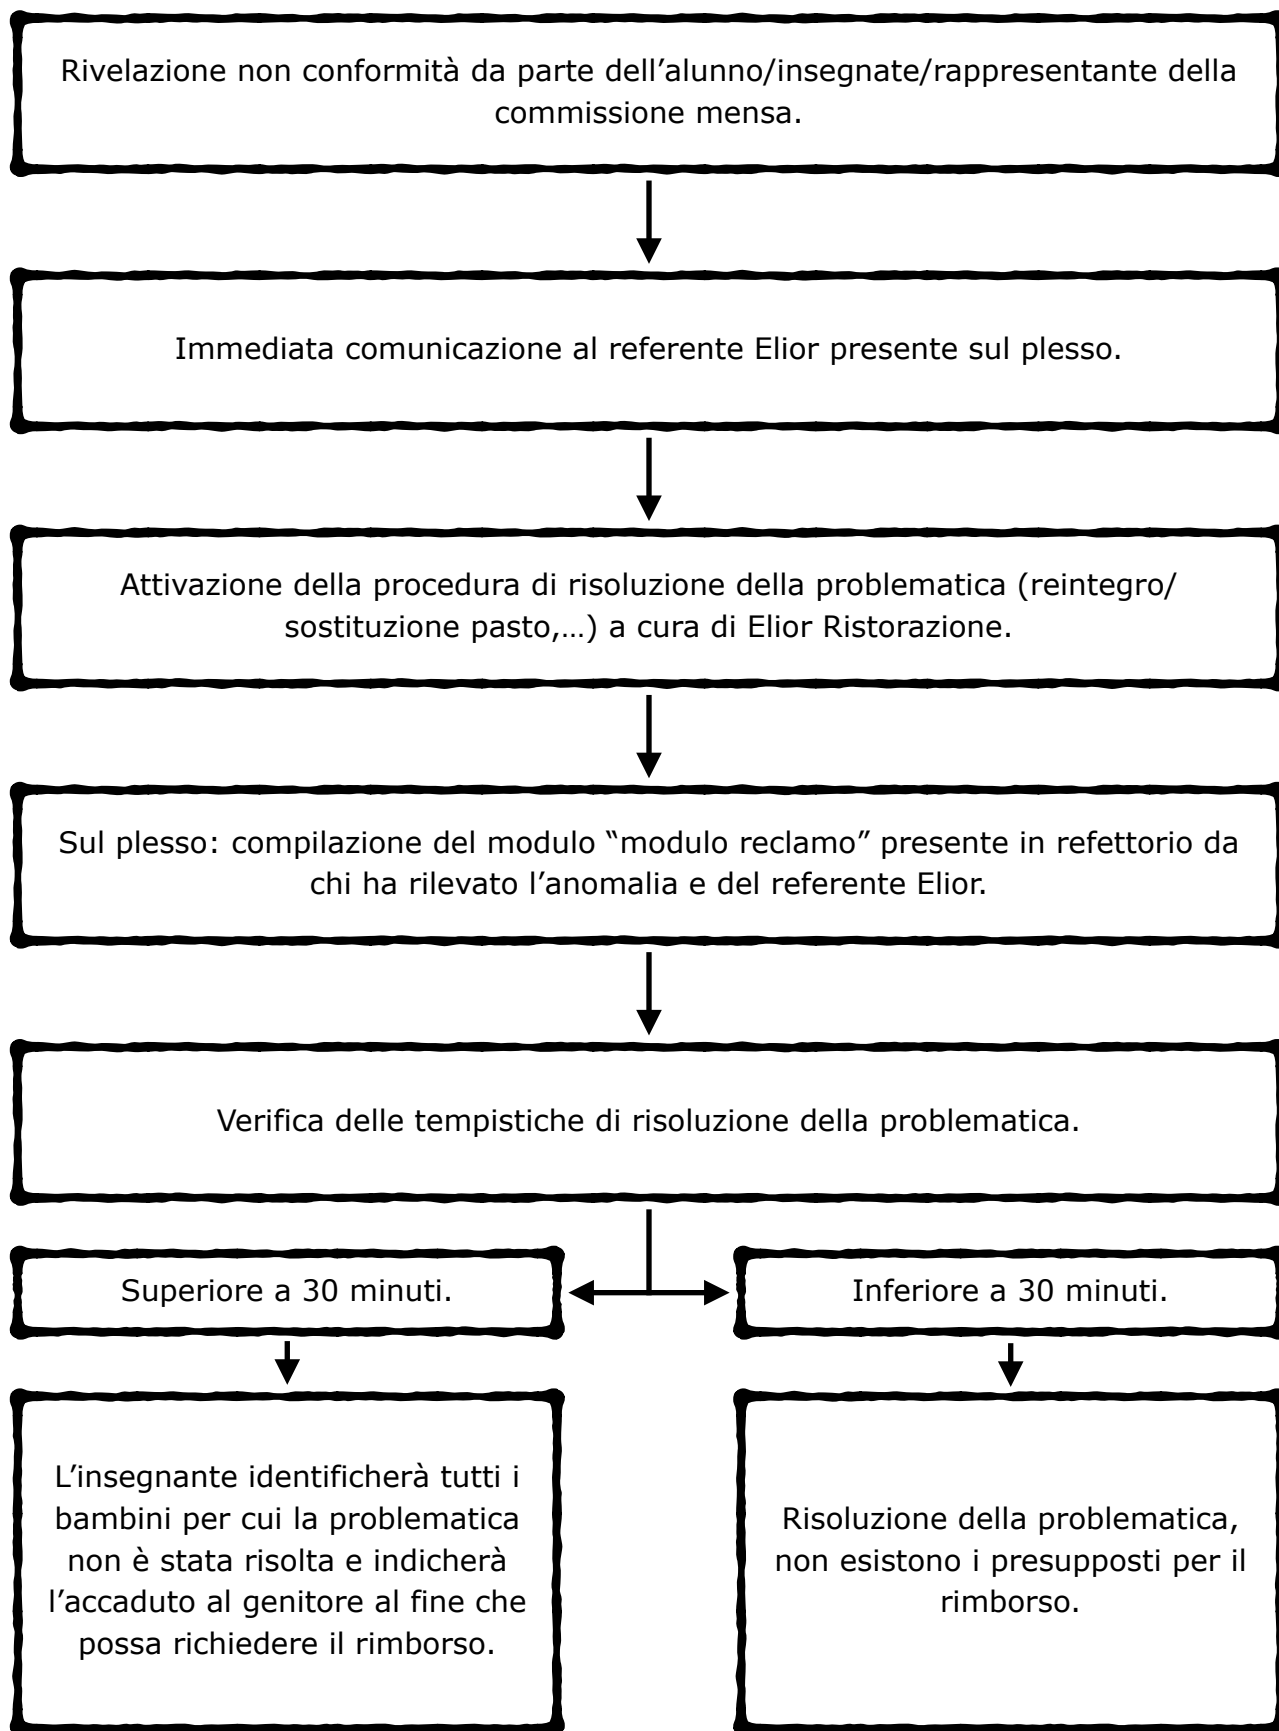 Rivelazione non conformità da parte dell’alunno/insegnate/rappresentante della
commissione mensa.
Immediata comunicazione al referente Elior presente sul plesso.
Attivazione della procedura di risoluzione della problematica (reintegro/
sostituzione pasto,…) a cura di Elior Ristorazione.
Sul plesso: compilazione del modulo “modulo reclamo” presente in refettorio da
chi ha rilevato l’anomalia e del referente Elior.
Verifica delle tempistiche di risoluzione della problematica.
Superiore a 30 minuti.
Inferiore a 30 minuti.
L’insegnante identificherà tutti i
bambini per cui la problematica
non è stata risolta e indicherà
l’accaduto al genitore al fine che
possa richiedere il rimborso.
Risoluzione della problematica,
non esistono i presupposti per il
rimborso.